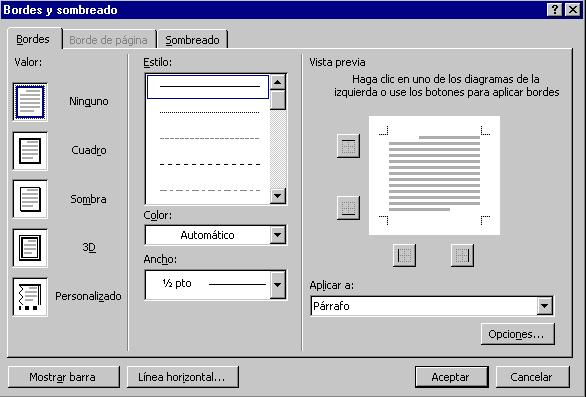 Bordes y sombreado
Bordes
Borde de página
Sombreado
Valor:
Ninguno
Cuadro
Sombra
3D
Personalizado
Estilo:
Color:
Automático
Ancho:
½ pto
Vista previa
Haga clic en uno de los diagramas de la
izquierda o use los botones para aplicar bordes
Aplicar a:
Párrafo
Opciones...
Mostrar barra
Línea horizontal...
Aceptar
Cancelar